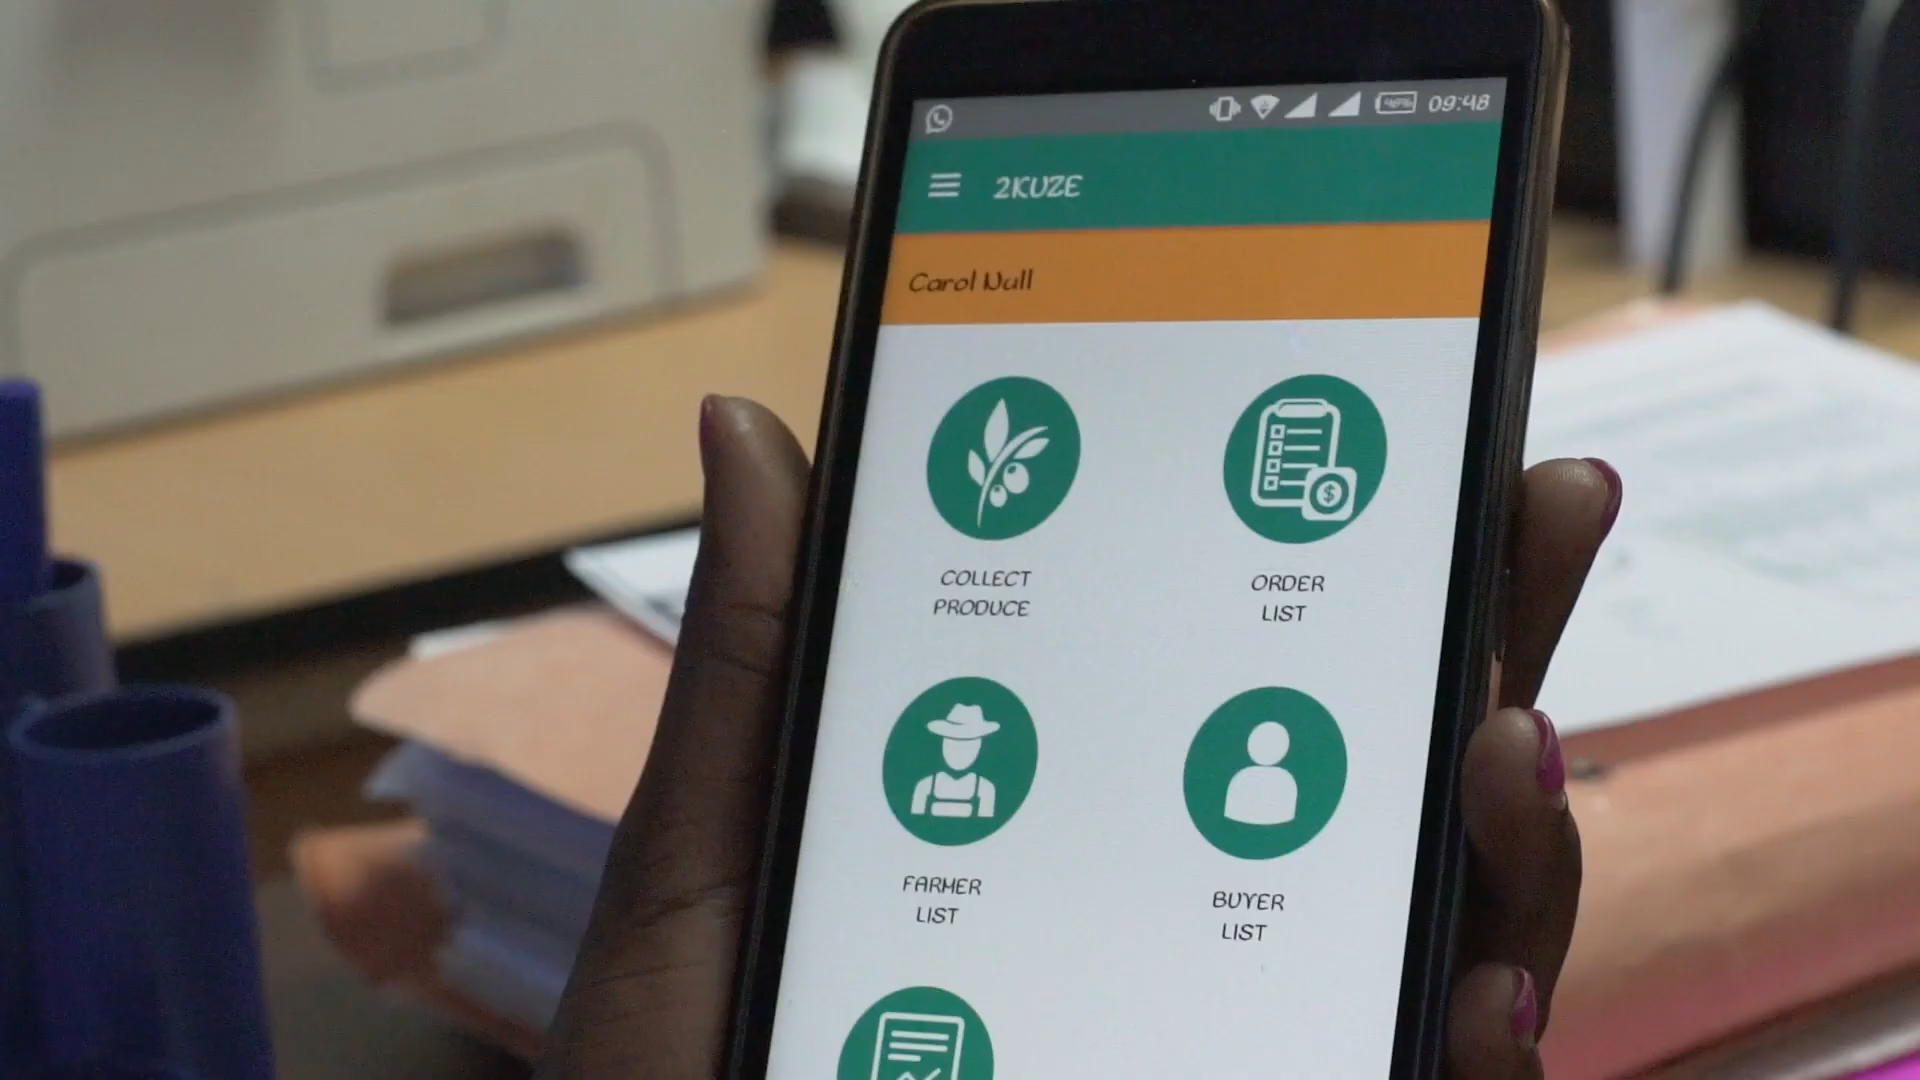 09:48
2KUZE
Carol Null
COLLECT
PRODUCE
ORDER
LIST
FARMER
LIST
BUYER
LIST